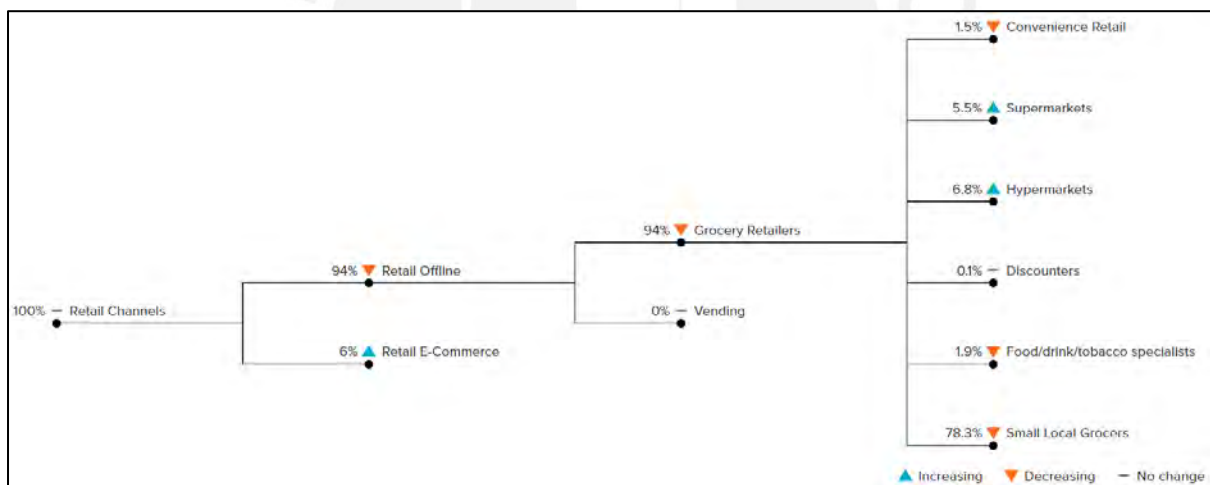 1.5% Convenience Retail
5.5% Supermarkets
6.8% Hypermarkets
94% Grocery Retailers
94% Retail Offline
0.1% Discounters
100% Retail Channels
0% Vending
6% Retail E-Commerce
1.9% Food/drink/tobacco specialists
78.3% Small Local Grocers
Increasing Decreasing No change